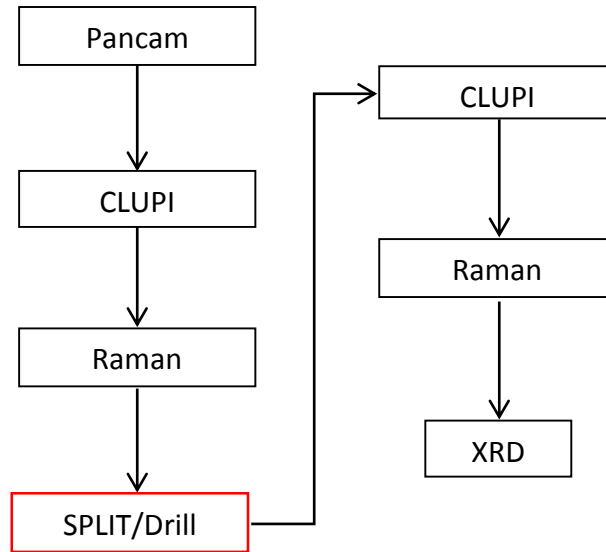 Pancam
CLUPI
Raman
SPLIT/Drill
CLUPI
Raman
XRD